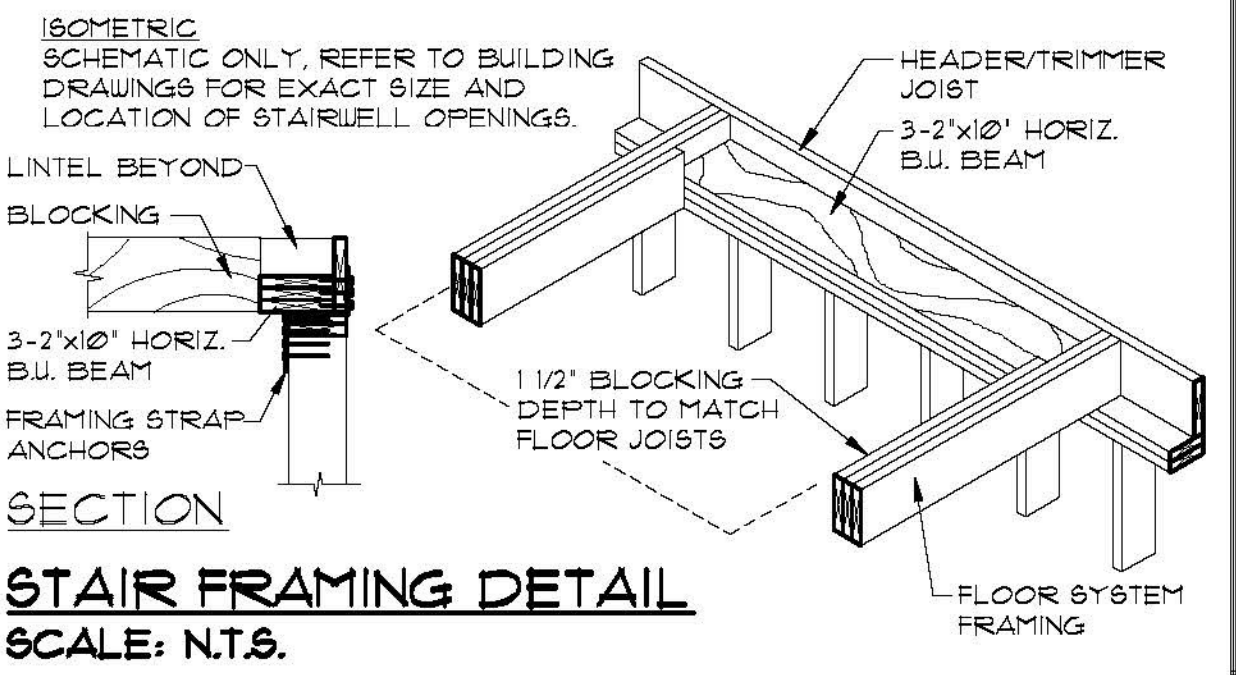 ISOMETRIC
SCHEMATIC ONLY, REFER TO BUILDING
DRAWINGS FOR EXACT SIZE AND
LOCATION OF STAIRWELL OPENINGS.
HEADER/TRIMMER
JOIST
3-2"x10' HORIZ.
B.U. BEAM
LINTEL BEYOND
BLOCKING
3-2"x10" HORIZ.
B.U. BEAM
FRAMING STRAP
ANCHORS
1 1/2" BLOCKING
DEPTH TO MATCH
FLOOR JOISTS
SECTION
FLOOR SYSTEM
FRAMING
STAIR FRAMING DETAIL
SCALE: N.T.S.